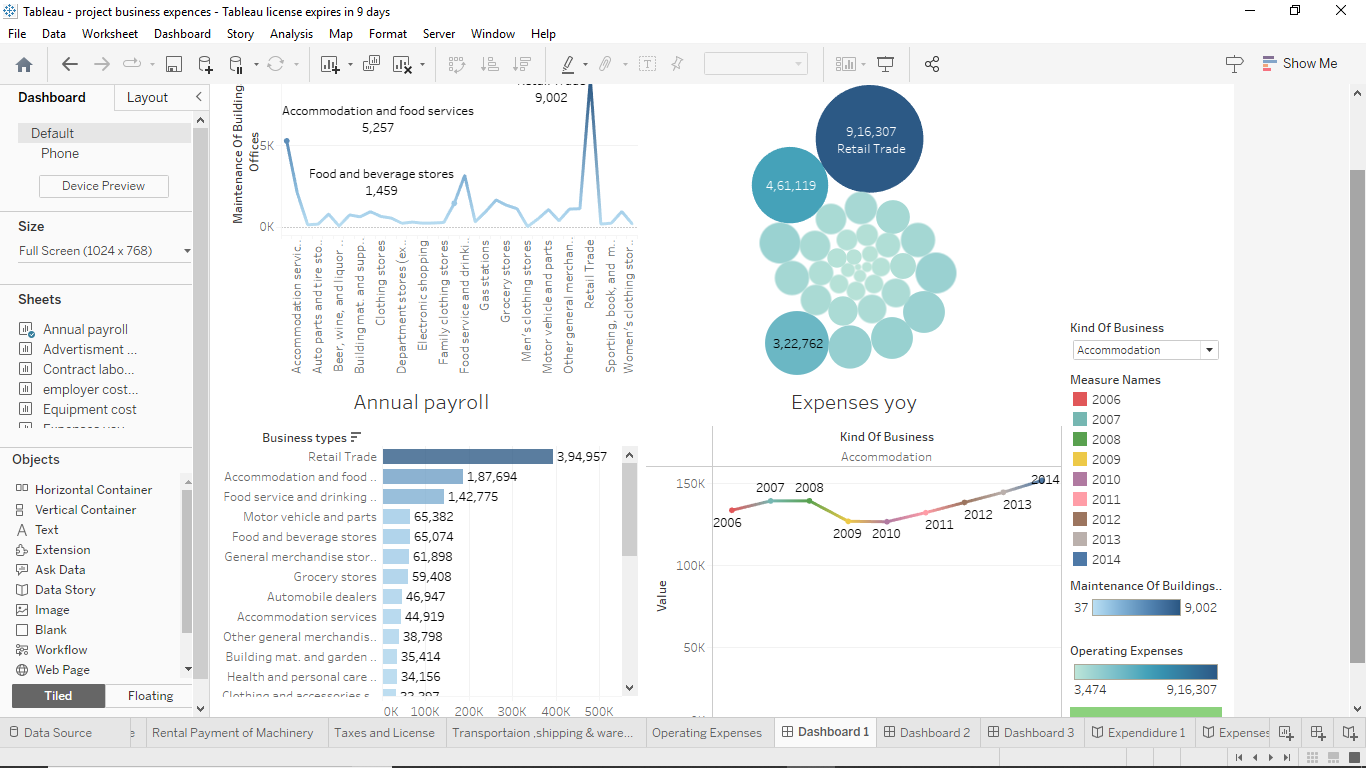 Tableau - project business expences - Tableau license expires in 9 days
File Data Worksheet Dashboard Story Analysis Map Format Server Window Help
Show Me
Dashboard Layout
Default
Phone
Device Preview
Size
Full Screen (1024 x 768)
Sheets
Annual payroll
Advertisment ...
Contract labo...
employer cost...
Equipment cost
Objects
Horizontal Container
Vertical Container
Text
Extension
Ask Data
Data Story
Image
Blank
Workflow
Web Page
Tiled Floating
Maintenance Of Building
Offices
5K
0K
9,002
Accommodation and food services
5,257
Food and beverage stores
1,459
Accommodation servic..
Auto parts and tire sto..
Beer, wine, and liquor ..
Building mat. and supp..
Clothing stores
Department stores (ex..
Electronic shopping
Family clothing stores
Food service and drinki..
Gas stations
Grocery stores
Men's clothing stores
Motor vehicle and parts
Other general merchan..
Retail Trade
Sporting, book, and m..
Women's clothing stor..
9,16,307
Retail Trade
4,61,119
3,22,762
Annual payroll
Business types
Retail Trade 3,94,957
Accommodation and food .. 1,87,694
Food service and drinking .. 1,42,775
Motor vehicle and parts 65,382
Food and beverage stores 65,074
General merchandise stor.. 61,898
Grocery stores 59,408
Automobile dealers 46,947
Accommodation services 44,919
Other general merchandis.. 38,798
Building mat. and garden .. 35,414
Health and personal care .. 34,156
0K 100K 200K 300K 400K 500K
Expenses yoy
Kind Of Business
Accommodation
Value
150K
100K
50K
2006
2007
2008
2009
2010
2011
2012
2013
2014
Kind Of Business
Accommodation
Measure Names
2006
2007
2008
2009
2010
2011
2012
2013
2014
Maintenance Of Buildings..
37 9,002
Operating Expenses
3,474 9,16,307
Data Source e Rental Payment of Machinery Taxes and License Transportaion ,shipping & ware... Operating Expenses Dashboard 1 Dashboard 2 Dashboard 3 Expendidure 1 Expenses